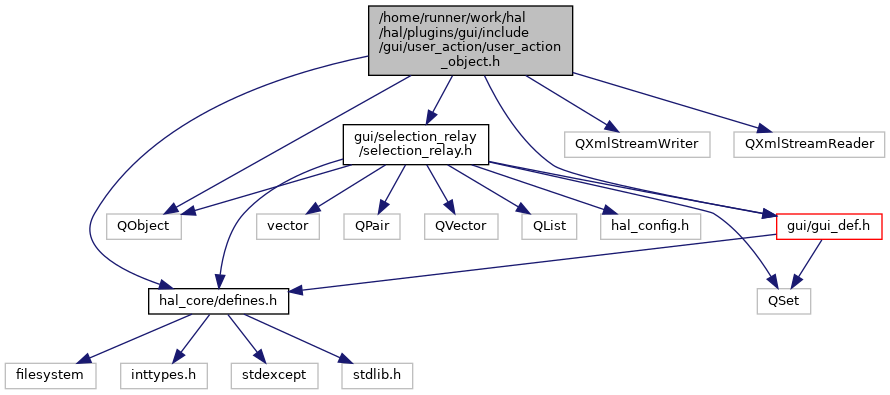 /home/runner/work/hal
/hal/plugins/gui/include
/gui/user_action/user_action
_object.h
gui/selection_relay
/selection_relay.h
QXmlStreamWriter
QXmlStreamReader
QObject
vector
QPair
QVector
QList
hal_config.h
gui/gui_def.h
hal_core/defines.h
QSet
filesystem
inttypes.h
stdexcept
stdlib.h